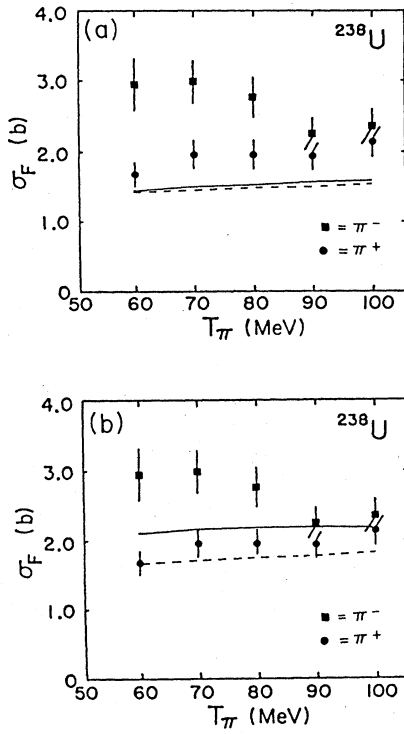 (a)
²³⁸U
4.0
3.0
2.0
1.0
0
σF (b)
50 60 70 80 90 100
Tπ (MeV)
■ = π⁻
● = π⁺
(b)
²³⁸U
4.0
3.0
2.0
1.0
σF (b)
50 60 70 80 90 100
Tπ (MeV)
■ = π⁻
● = π⁺